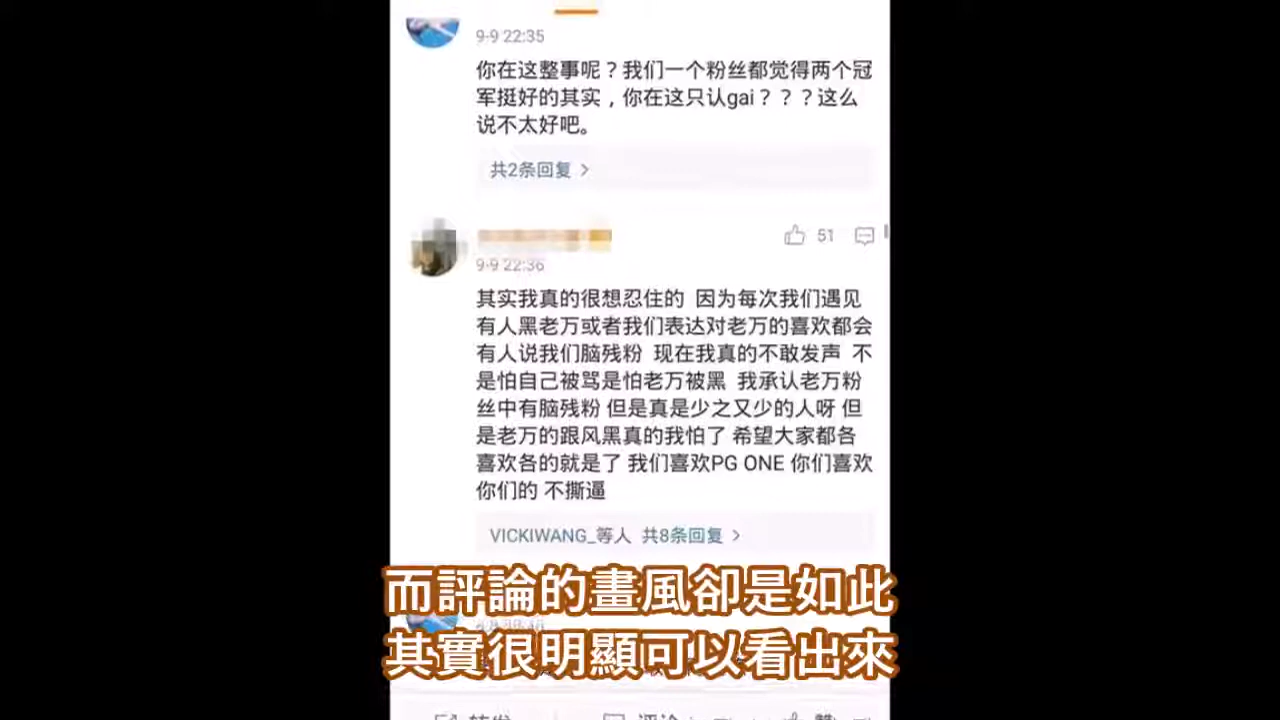 9-9 22:35
你在这整事呢？我们一个粉丝都觉得两个冠
军挺好的其实，你在这只认gai？？？这么
说不太好吧。
共2条回复 >
51
9-9 22:36
其实我真的很想忍住的 因为每次我们遇见
有人黑老万或者我们表达对老万的喜欢都会
有人说我们脑残粉 现在我真的不敢发声 不
是怕自己被骂是怕老万被黑 我承认老万粉
丝中有脑残粉 但是真是少之又少的人呀 但
是老万的跟风黑真的我怕了 希望大家都各
喜欢各的就是了 我们喜欢PG ONE 你们喜欢
你们的 不撕逼
VICKIWANG_等人 共8条回复 >
而評論的畫風卻是如此
其實很明顯可以看出來
转发 评论 赞